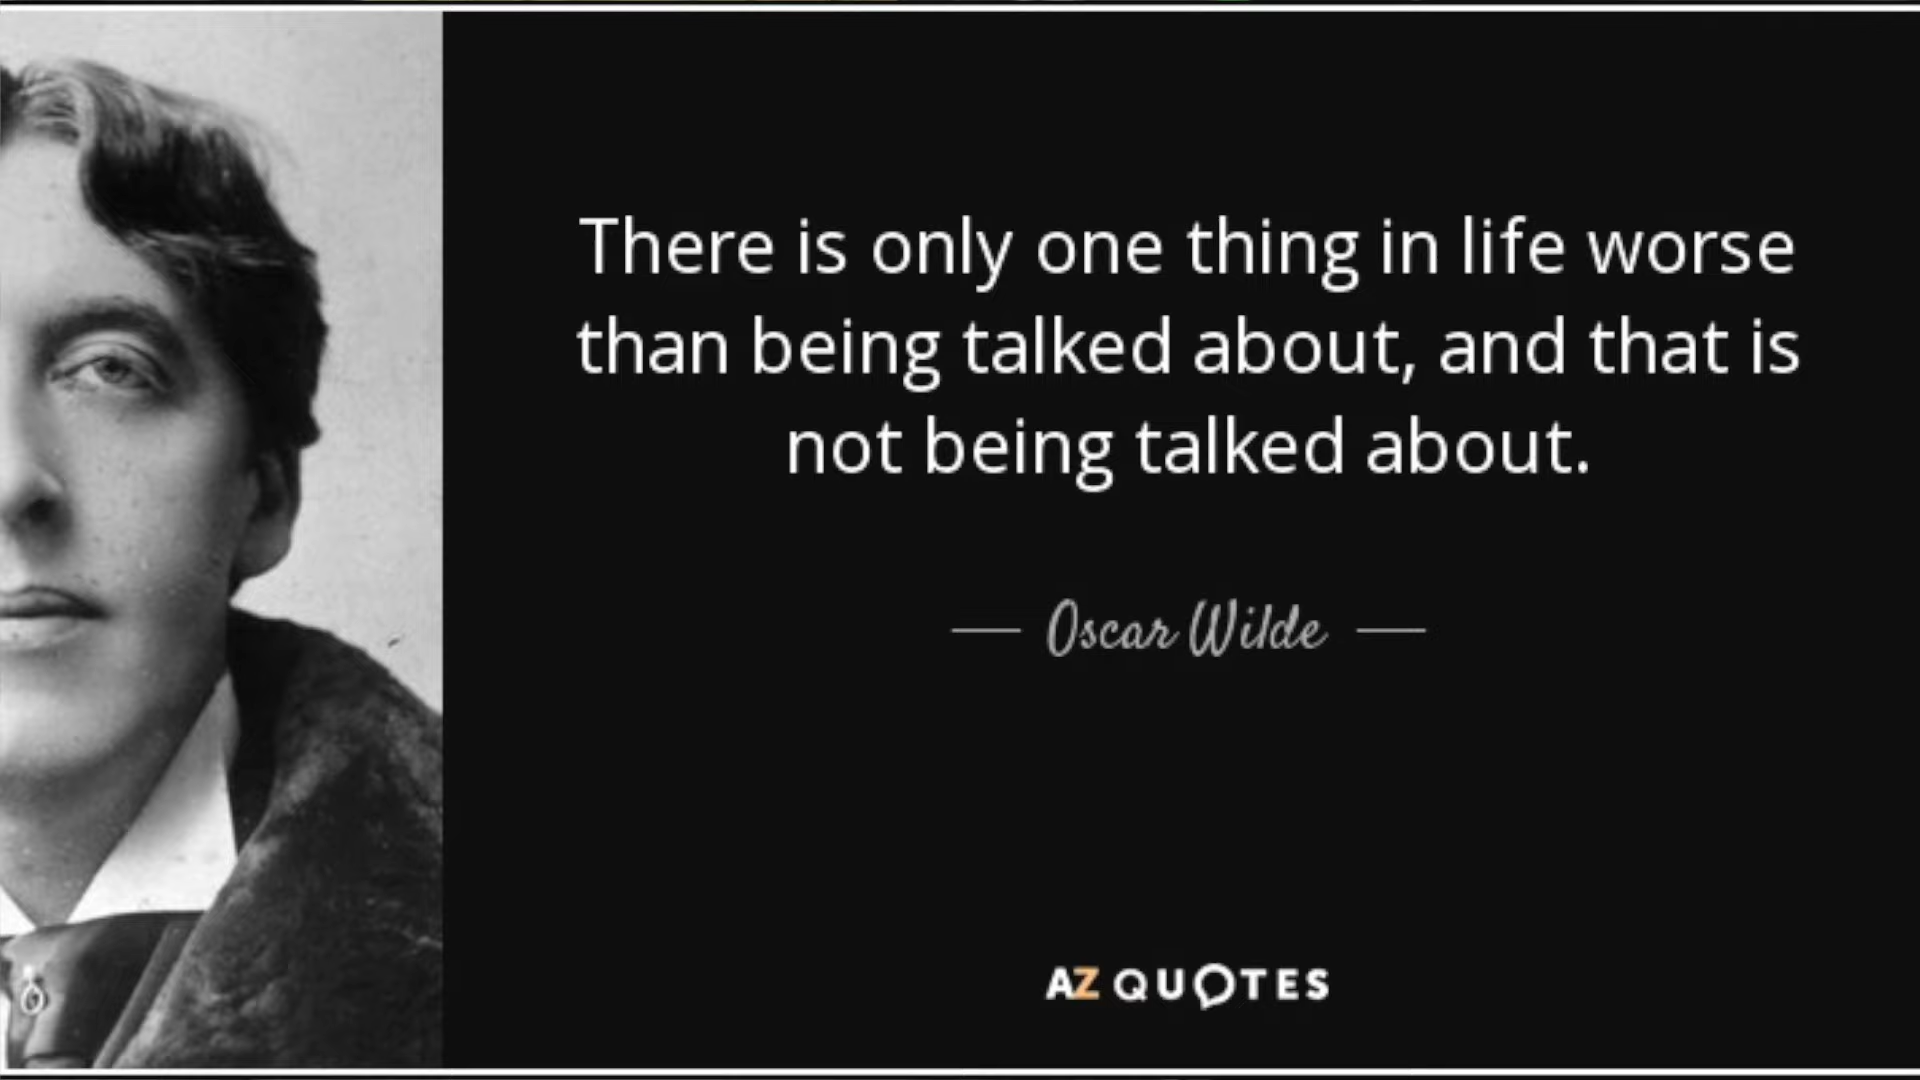 There is only one thing in life worse
than being talked about, and that is
not being talked about.
— Oscar Wilde —
AZ QUOTES